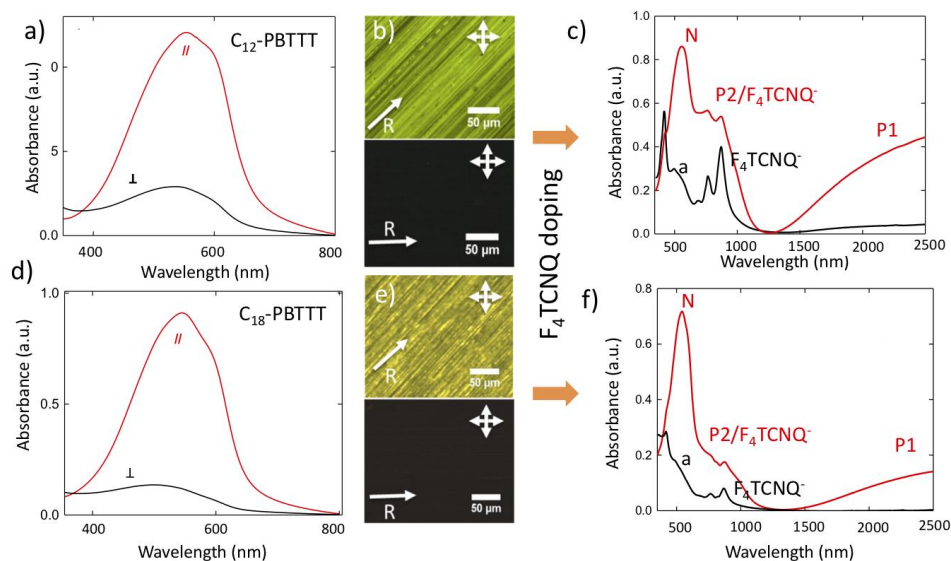 a)
C₁₂-PBTTT
//
⊥
Absorbance (a.u.)
0
5
0.0
400
600
800
Wavelength (nm)
b)
R
50 µm
50 µm
R
c)
N
P2/F₄TCNQ⁻
P1
a
F₄TCNQ⁻
Absorbance (a.u.)
1.0
0.8
0.6
0.4
0.2
0.0
500
1000
1500
2000
2500
Wavelength (nm)
F₄TCNQ doping
d)
C₁₈-PBTTT
//
⊥
Absorbance (a.u.)
1.0
0.5
0.0
400
600
800
Wavelength (nm)
e)
R
50 µm
50 µm
R
f)
N
P2/F₄TCNQ⁻
P1
a
F₄TCNQ⁻
Absorbance (a.u.)
0.8
0.6
0.4
0.2
0.0
500
1000
1500
2000
2500
Wavelength (nm)